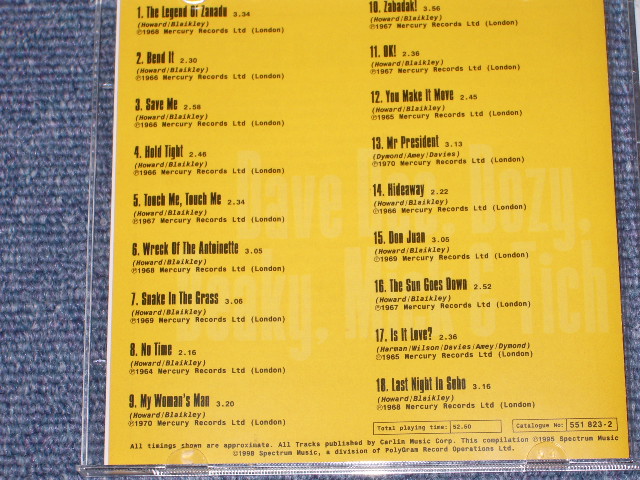 1. The Legend Of Zanadu 3.34
(Howard/Blaikley)
℗1968 Mercury Records Ltd (London)
2. Bend It 2.30
(Howard/Blaikley)
℗1966 Mercury Records Ltd (London)
3. Save Me 2.58
(Howard/Blaikley)
℗1966 Mercury Records Ltd (London)
4. Hold Tight 2.46
(Howard/Blaikley)
℗1966 Mercury Records Ltd (London)
5. Touch Me, Touch Me 2.34
(Howard/Blaikley)
℗1967 Mercury Records Ltd (London)
6. Wreck Of The Antoinette 3.05
(Howard/Blaikley)
℗1968 Mercury Records Ltd (London)
7. Snake In The Grass 3.06
(Howard/Blaikley)
℗1969 Mercury Records Ltd (London)
8. No Time 2.16
(Howard/Blaikley)
℗1964 Mercury Records Ltd (London)
9. My Woman's Man 3.20
(Howard/Blaikley)
℗1970 Mercury Records Ltd (London)
10. Zabadak! 3.56
(Howard/Blaikley)
℗1967 Mercury Records Ltd (London)
11. OK! 2.36
(Howard/Blaikley)
℗1967 Mercury Records Ltd (London)
12. You Make It Move 2.45
(Howard/Blaikley)
℗1965 Mercury Records Ltd (London)
13. Mr President 3.13
(Dymond/Amey/Davies)
℗1970 Mercury Records Ltd (London)
14. Hideaway 2.22
(Howard/Blaikley)
℗1966 Mercury Records Ltd (London)
15. Don Juan 3.05
(Howard/Blaikley)
℗1969 Mercury Records Ltd (London)
16. The Sun Goes Down 2.52
(Howard/Blaikley)
℗1967 Mercury Records Ltd (London)
17. Is It Love? 2.36
(Herman/Wilson/Davies/Amey/Dymond)
℗1965 Mercury Records Ltd (London)
18. Last Night In Soho 3.16
(Howard/Blaikley)
℗1968 Mercury Records Ltd (London)
Total playing time: 52.50 Catalogue No: 551 823-2
All timings shown are approximate. All Tracks published by Carlin Music Corp. This compilation ℗1995 Spectrum Music
©1998 Spectrum Music, a division of PolyGram Record Operations Ltd.